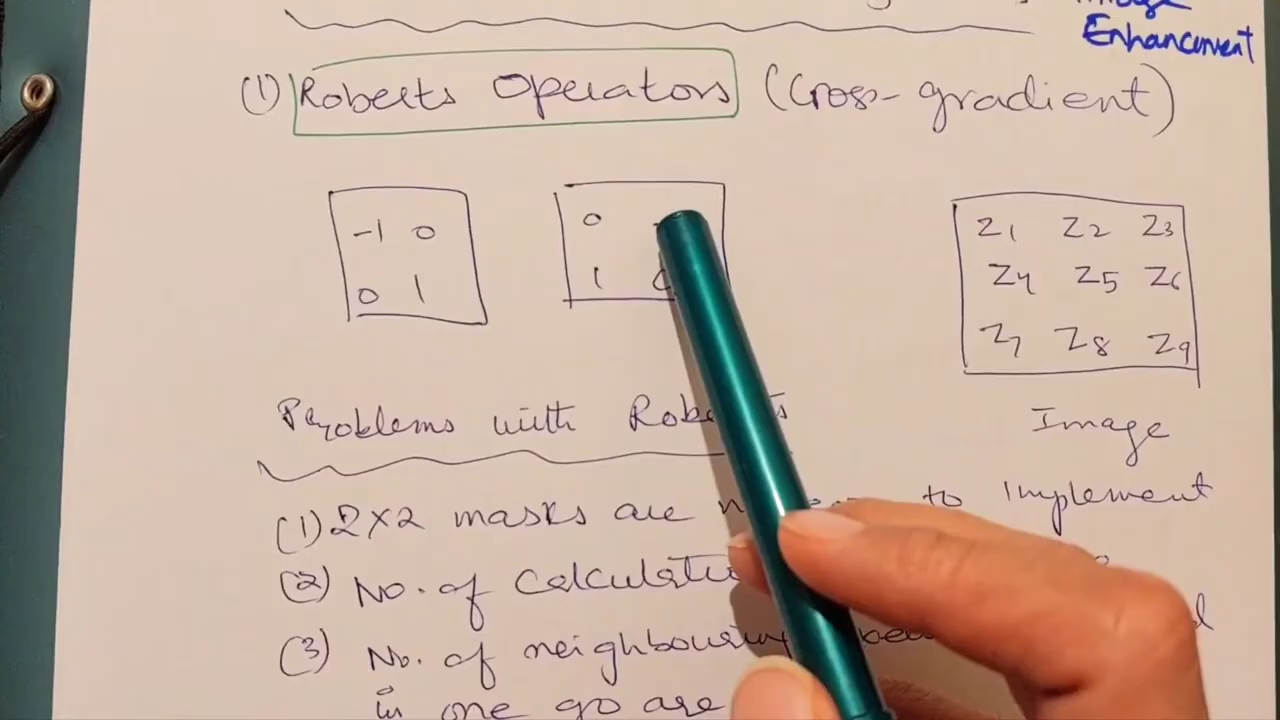 Enhancement
(1) Roberts Operators (Cross-gradient)
-1 0
0 1
0
1
Z1 Z2 Z3
Z4 Z5 Z6
Z7 Z8 Z9
Image
Problems with
(1) 2x2 masks are to implement
(2) No. of
(3) No. of neighbouring
in one go are